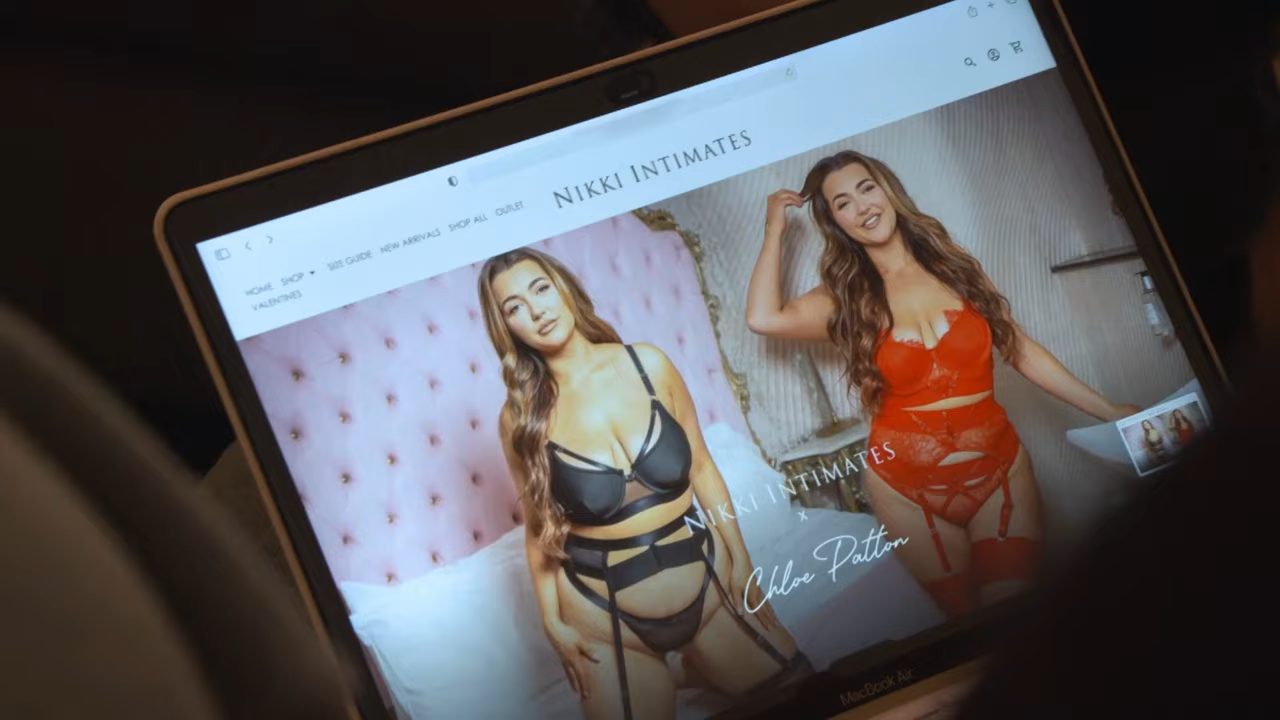 NIKKI INTIMATES
HOME SHOP SIZE GUIDE NEW ARRIVALS SHOP ALL OUTLET
VALENTINES
NIKKI INTIMATES
X
Chloe Patton
MacBook Air